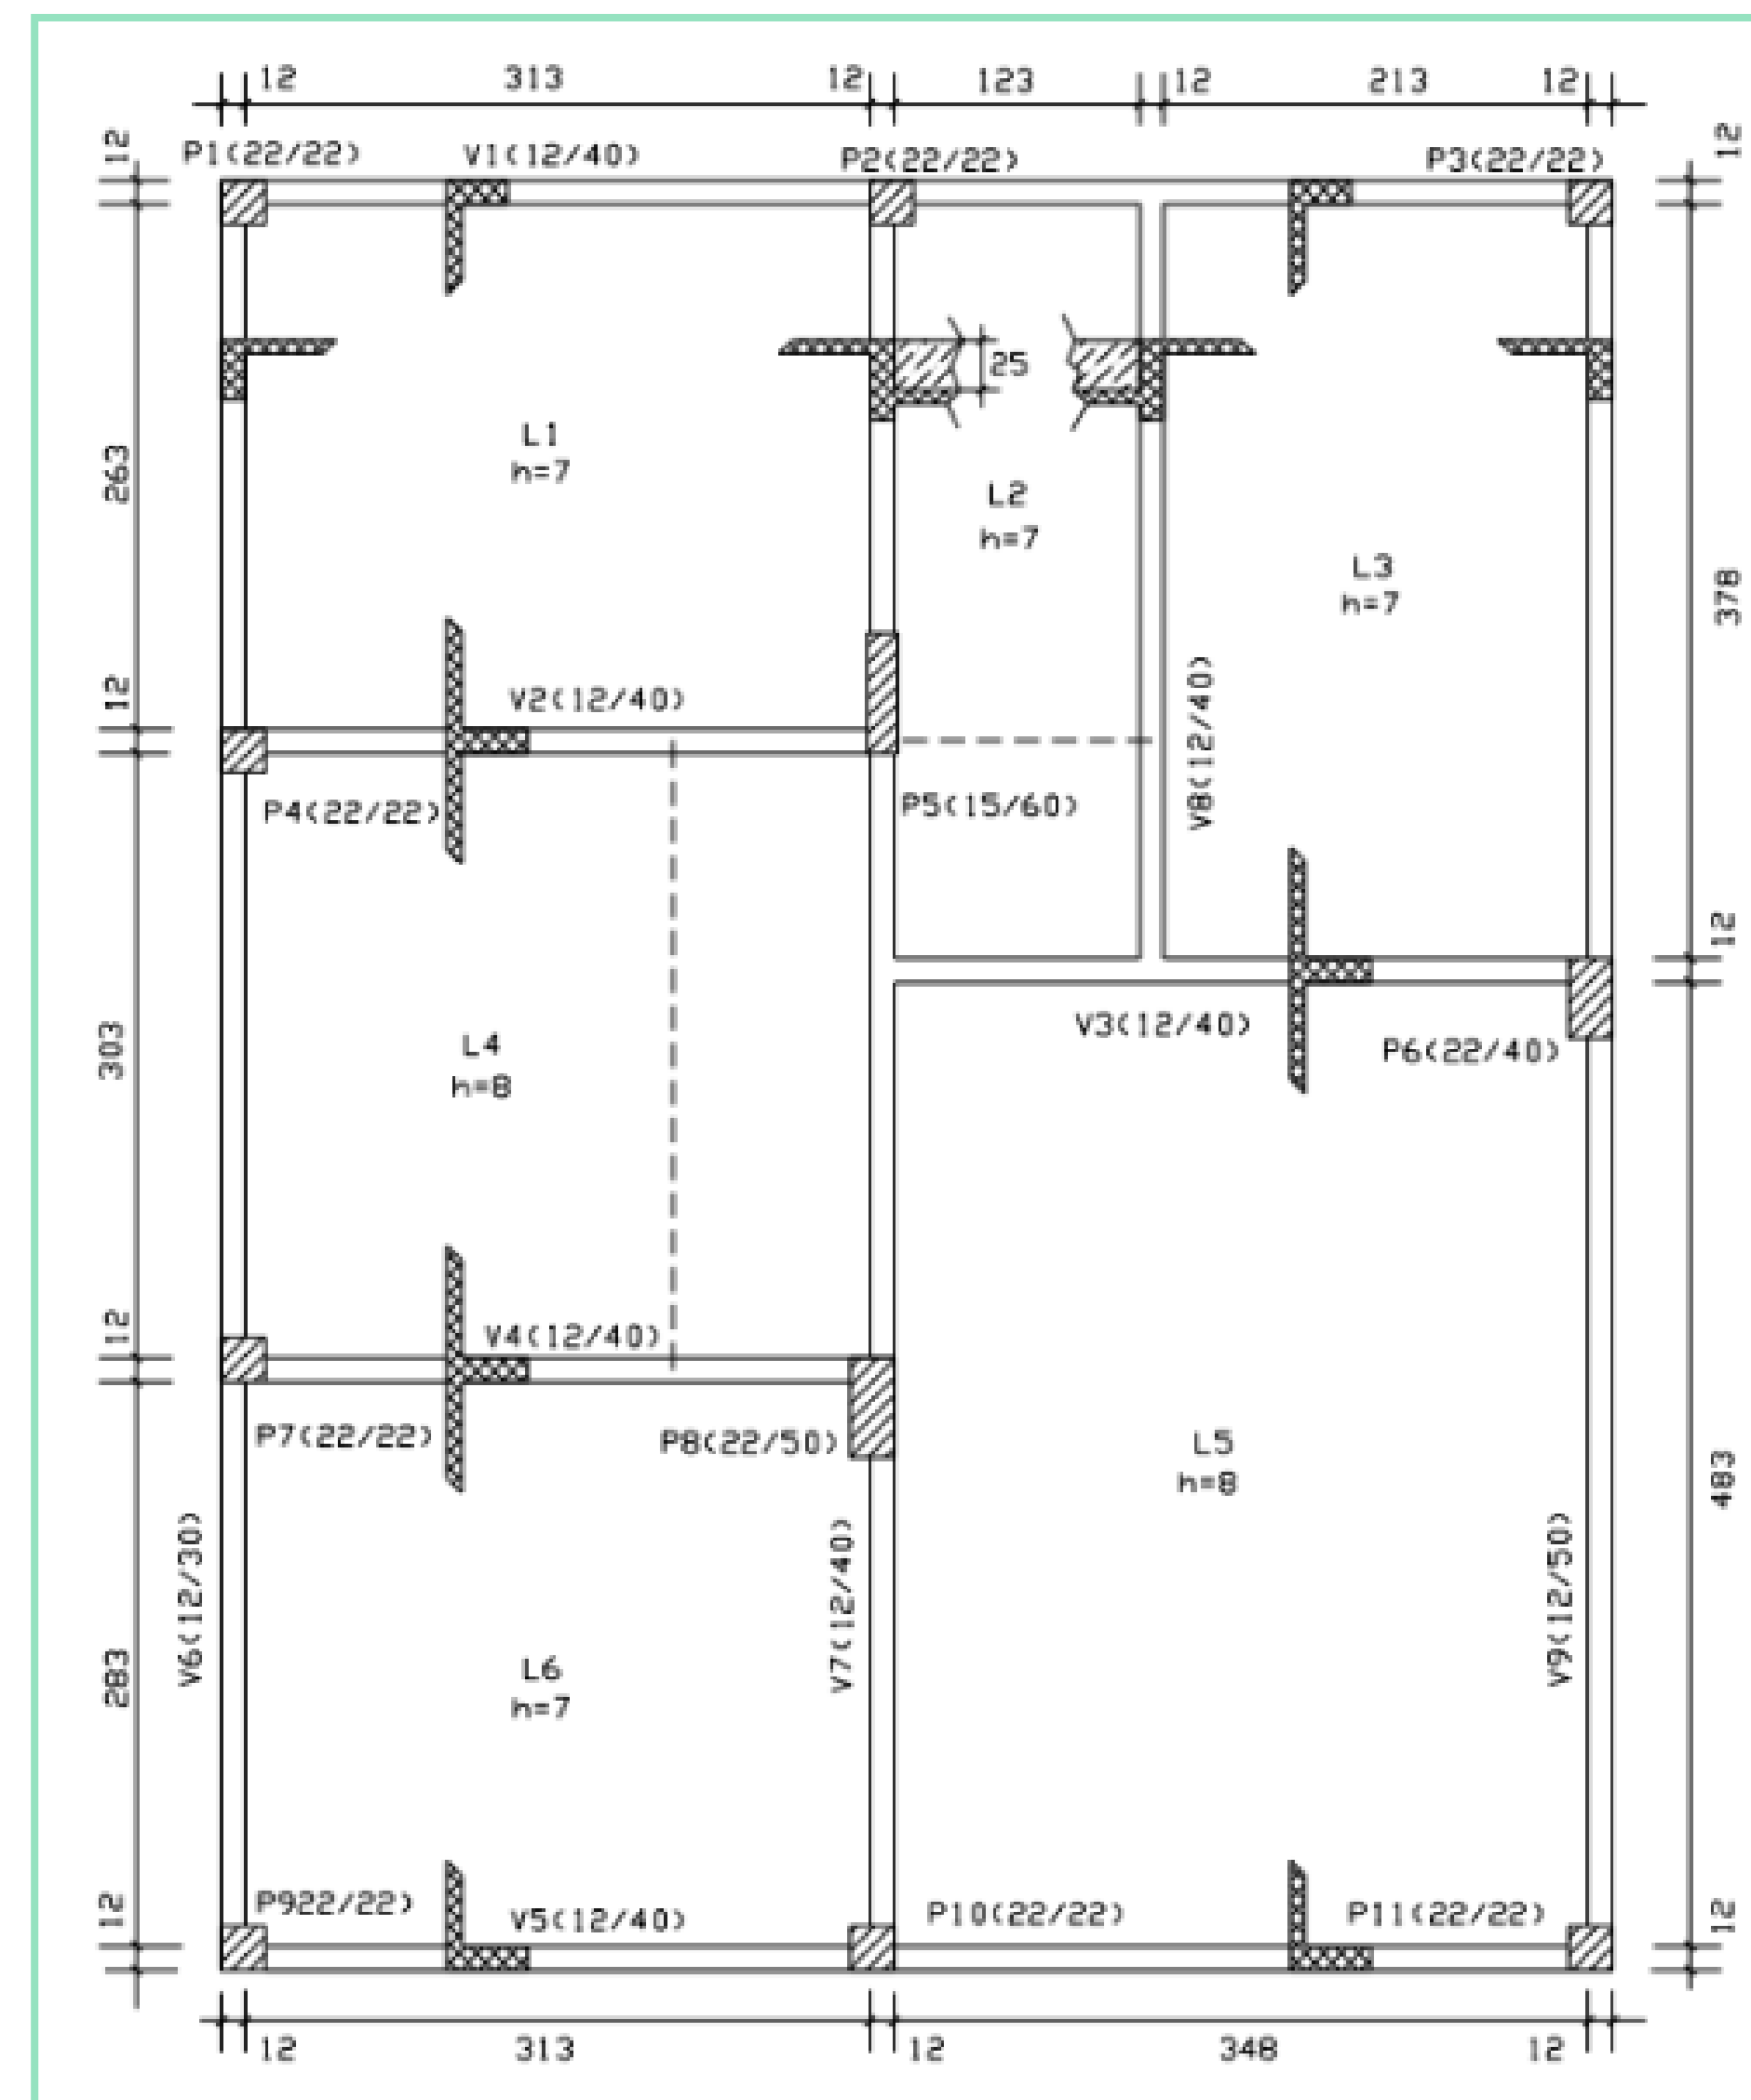 12 313 12 123 12 213 12
12
12
P1(22/22) V1(12/40) P2(22/22) P3(22/22)
25
L1
h=7
263
L2
h=7
L3
h=7
378
12
V2(12/40)
V8(12/40)
P4(22/22) P5(15/60)
12
V3(12/40)
P6(22/40)
303
L4
h=8
12
V4(12/40)
P7(22/22) P8(22/50)
L5
h=8
483
V6(12/30)
V7(12/40)
V9(12/50)
283
L6
h=7
12
P922/22)
V5(12/40)
P10(22/22) P11(22/22)
12
12 313 12 348 12